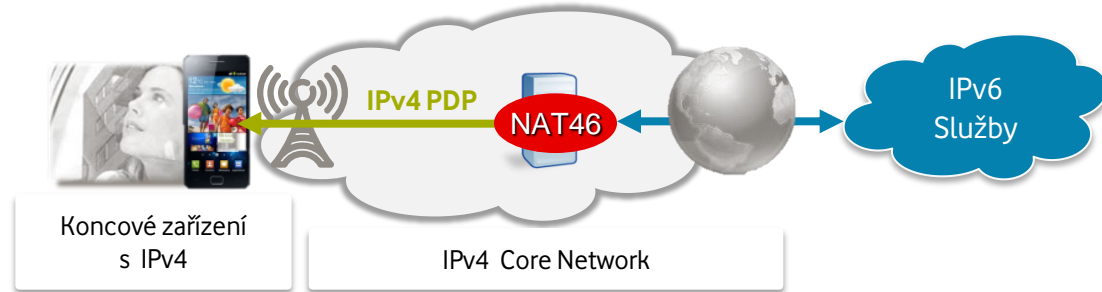 IPv4 PDP
NAT46
IPv6
Služby
Koncové zařízení
s IPv4
IPv4 Core Network